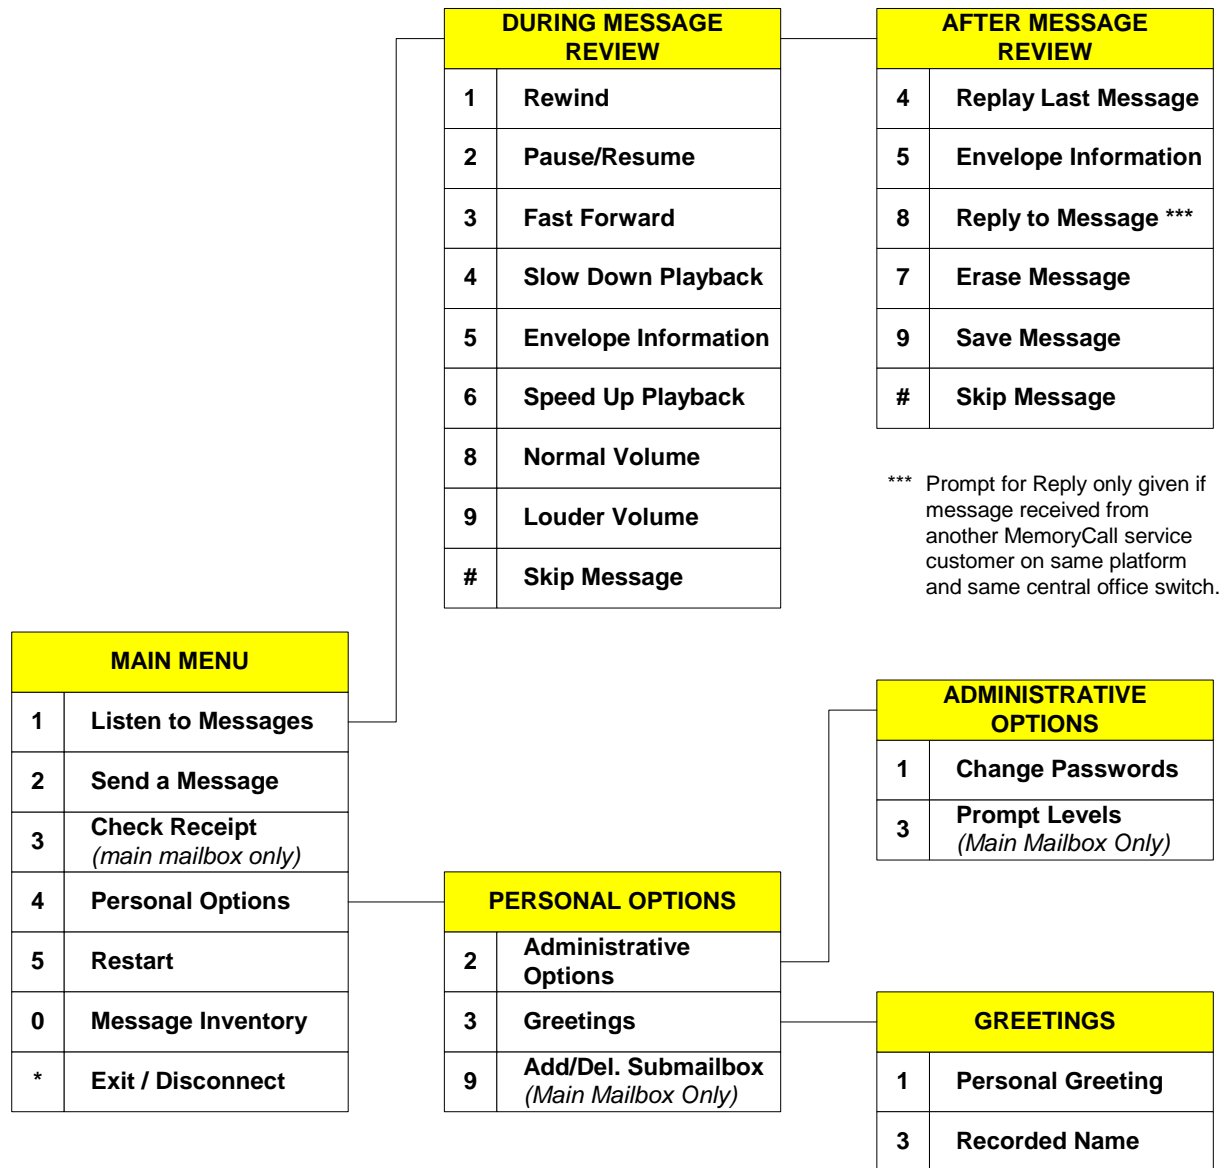 DURING MESSAGE
REVIEW
1 Rewind
2 Pause/Resume
3 Fast Forward
4 Slow Down Playback
5 Envelope Information
6 Speed Up Playback
8 Normal Volume
9 Louder Volume
# Skip Message
AFTER MESSAGE
REVIEW
4 Replay Last Message
5 Envelope Information
8 Reply to Message ***
7 Erase Message
9 Save Message
# Skip Message
*** Prompt for Reply only given if
message received from
another MemoryCall service
customer on same platform
and same central office switch.
MAIN MENU
1 Listen to Messages
2 Send a Message
3 Check Receipt
(main mailbox only)
4 Personal Options
5 Restart
0 Message Inventory
* Exit / Disconnect
PERSONAL OPTIONS
2 Administrative
Options
3 Greetings
9 Add/Del. Submailbox
(Main Mailbox Only)
ADMINISTRATIVE
OPTIONS
1 Change Passwords
3 Prompt Levels
(Main Mailbox Only)
GREETINGS
1 Personal Greeting
3 Recorded Name